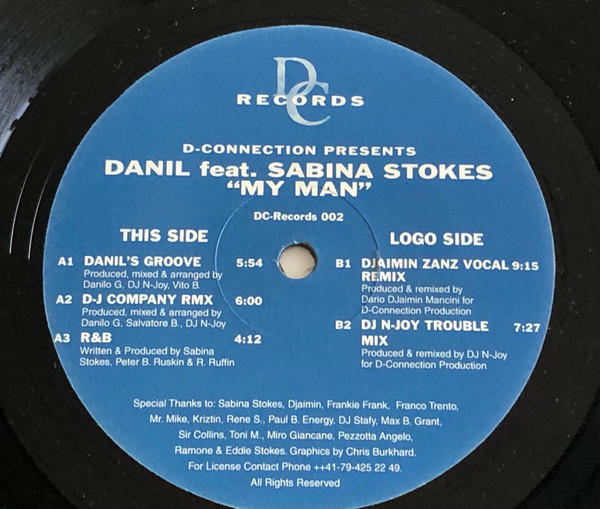 DC
RECORDS
D-CONNECTION PRESENTS
DANIL feat. SABINA STOKES
"MY MAN"
DC-Records 002
THIS SIDE
A1 DANIL'S GROOVE 5:54
Produced, mixed & arranged by
Danilo G, DJ N-Joy, Vito B.
A2 D-J COMPANY RMX 6:00
Produced, mixed & arranged by
Danilo G, Salvatore B., DJ N-Joy
A3 R&B 4:12
Written & Produced by Sabina
Stokes, Peter B. Ruskin & R. Ruffin
LOGO SIDE
B1 DJAIMIN ZANZ VOCAL 9:15
REMIX
Produced & remixed by
Dario DJaimin Mancini for
D-Connection Production
B2 DJ N-JOY TROUBLE 7:27
MIX
Produced & remixed by DJ N-Joy
for D-Connection Production
Special Thanks to: Sabina Stokes, Djaimin, Frankie Frank, Franco Trento,
Mr. Mike, Kriztin, Rene S., Paul B. Energy, DJ Stafy, Max B. Grant,
Sir Collins, Toni M., Miro Giancane, Pezzotta Angelo,
Ramone & Eddie Stokes. Graphics by Chris Burkhard.
For License Contact Phone ++41-79-425 22 49.
All Rights Reserved